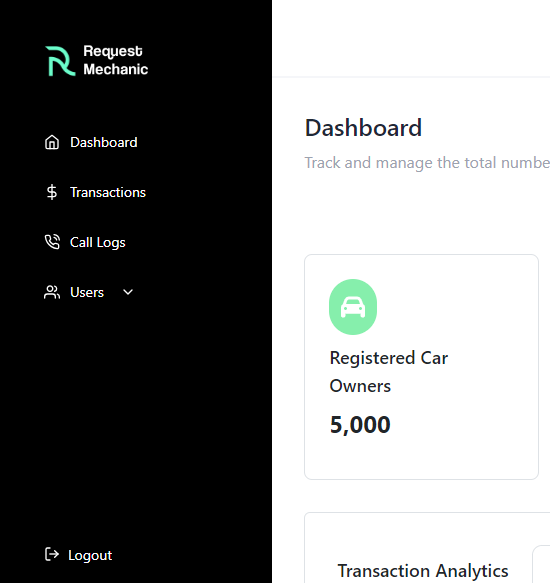 Request
Mechanic
Dashboard
Transactions
Call Logs
Users
Logout
Dashboard
Track and manage the total numbe
Registered Car
Owners
5,000
Transaction Analytics